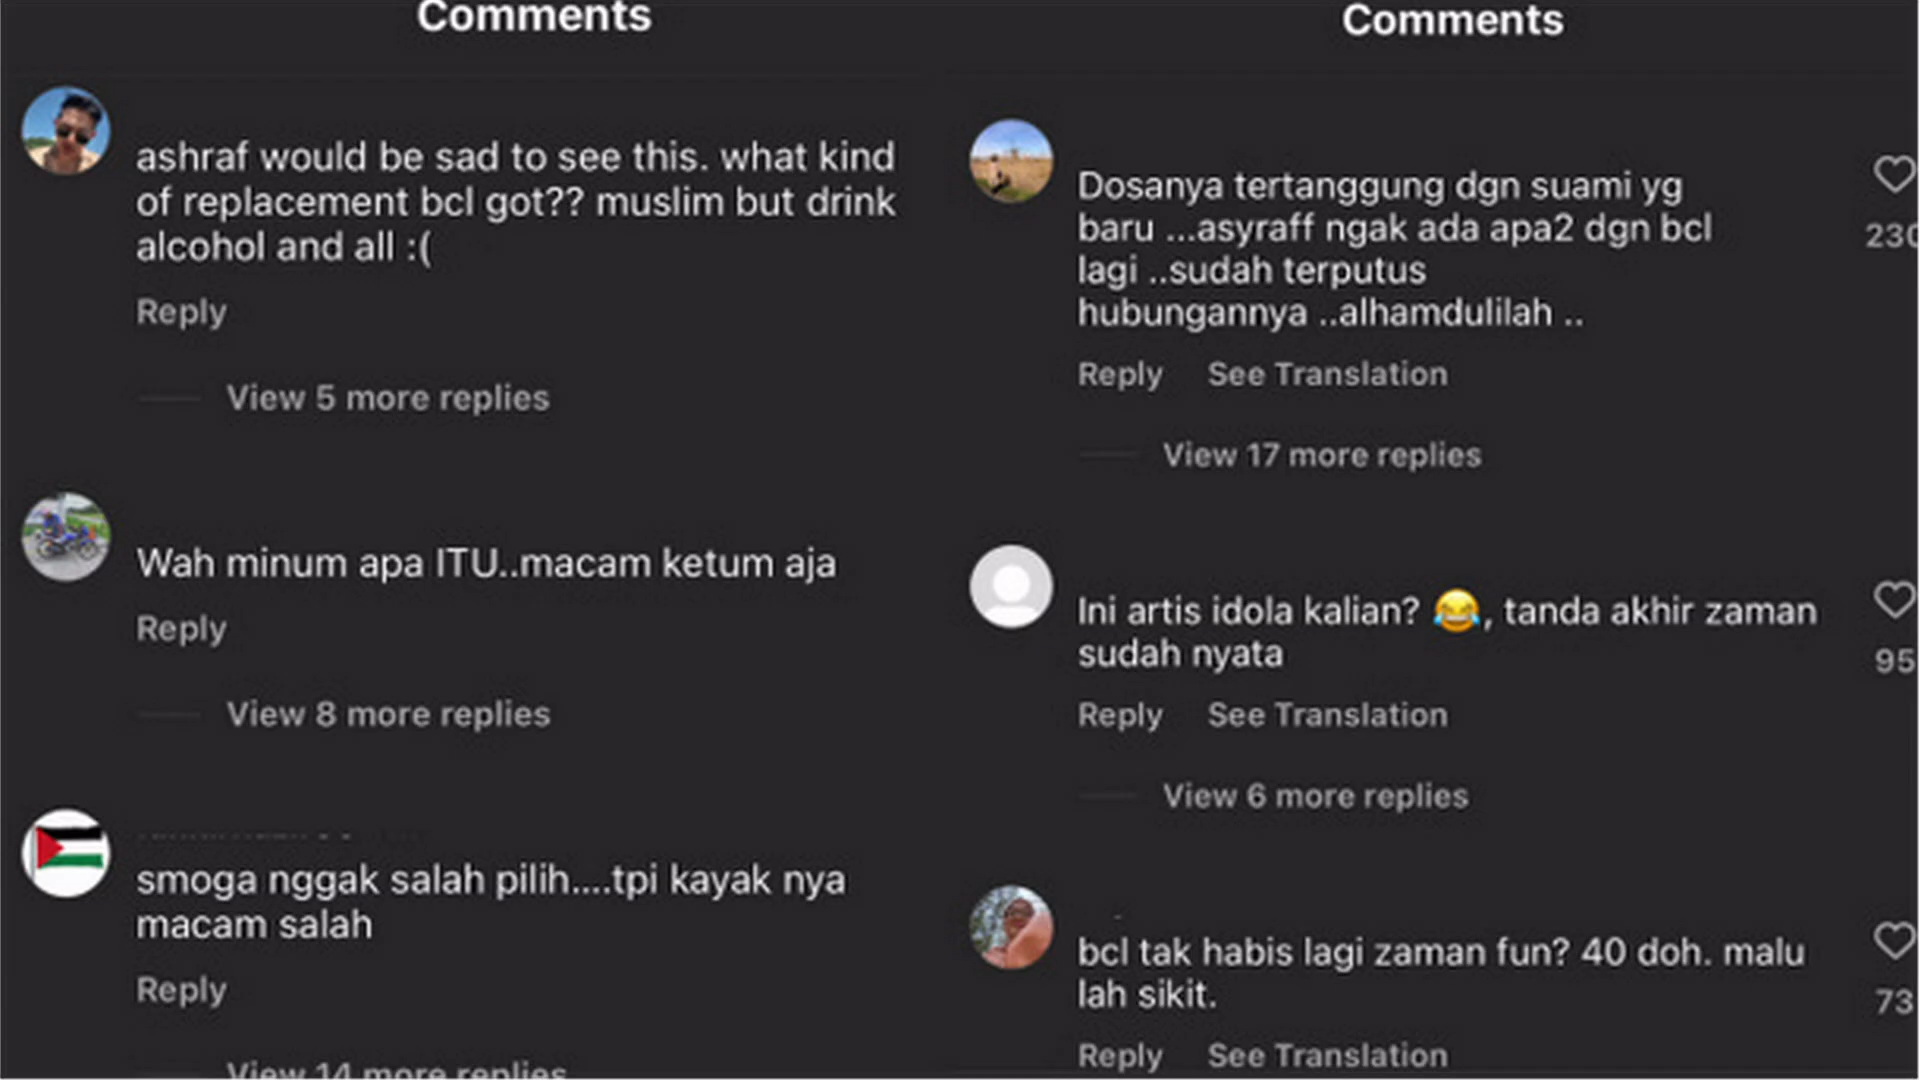 Comments
ashraf would be sad to see this. what kind
of replacement bcl got?? muslim but drink
alcohol and all :(
Reply
View 5 more replies
Wah minum apa ITU..macam ketum aja
Reply
View 8 more replies
smoga nggak salah pilih....tpi kayak nya
macam salah
Reply
View 14 more replies
Comments
Dosanya tertanggung dgn suami yg
baru ...asyraff ngak ada apa2 dgn bcl
lagi ..sudah terputus
hubungannya ..alhamdulilah ..
230
Reply See Translation
View 17 more replies
Ini artis idola kalian? 😂, tanda akhir zaman
sudah nyata
95
Reply See Translation
View 6 more replies
bcl tak habis lagi zaman fun? 40 doh. malu
lah sikit.
73
Reply See Translation